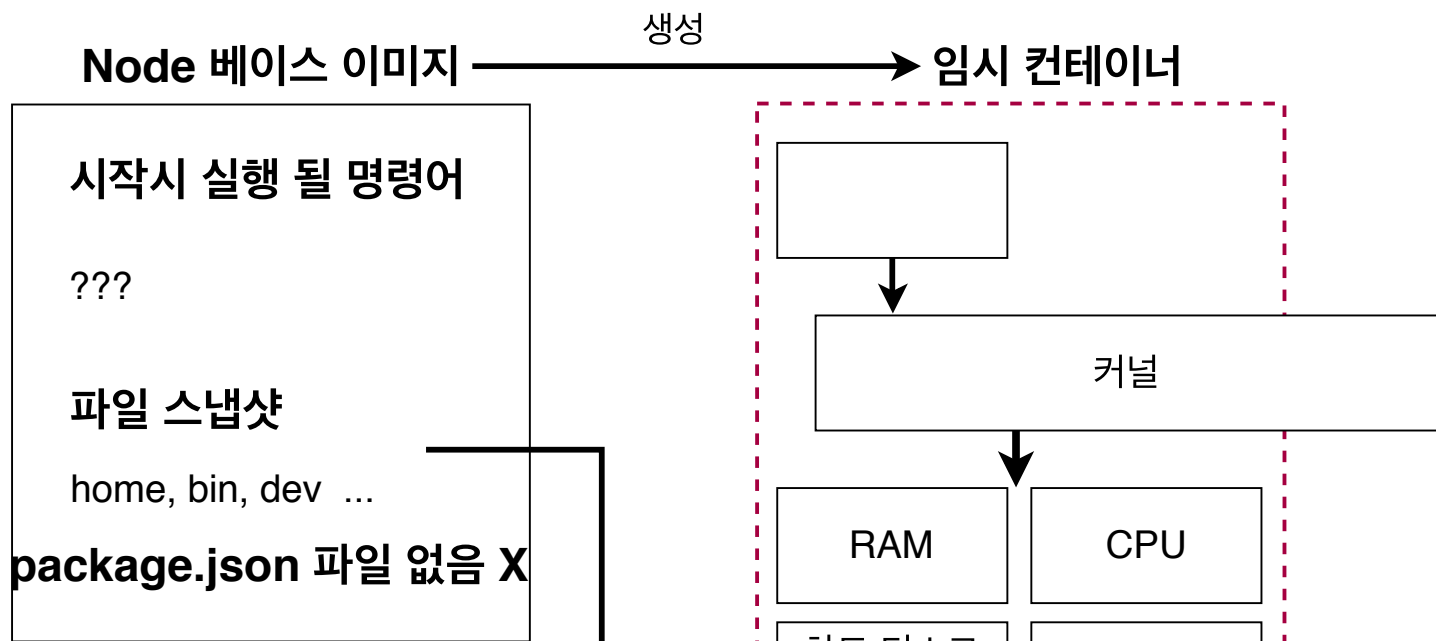 생성
Node 베이스 이미지
임시 컨테이너
시작시 실행 될 명령어
???
커널
파일 스냅샷
home, bin, dev ...
RAM
CPU
package.json 파일 없음 X